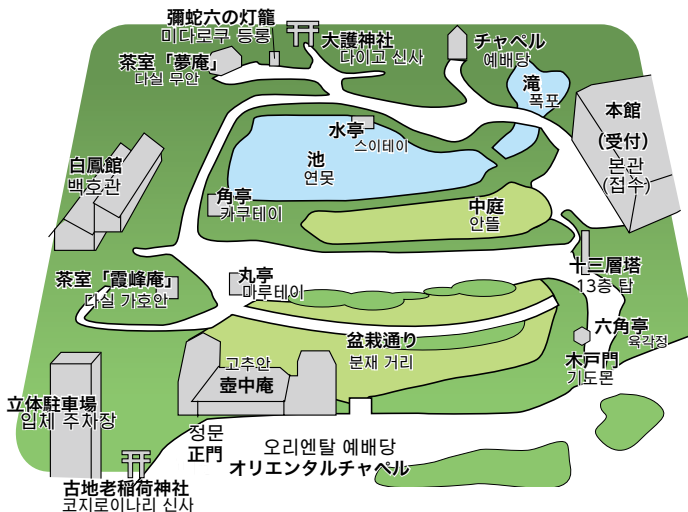 彌蛇六の灯籠
미다로쿠 등롱
大護神社
다이고 신사
チャペル
예배당
茶室「夢庵」
다실 무안
滝
폭포
本館
(受付)
본관
(접수)
水亭
스이테이
池
연못
白鳳館
백호관
角亭
카쿠테이
中庭
안뜰
茶室「霞峰庵」
다실 가호안
丸亭
마루테이
十三層塔
13층 탑
六角亭
육각정
盆栽通り
분재 거리
木戸門
기도몬
고추안
壺中庵
立体駐車場
입체 주차장
정문
正門
오리엔탈 예배당
オリエンタルチャペル
古地老稲荷神社
코지로이나리 신사